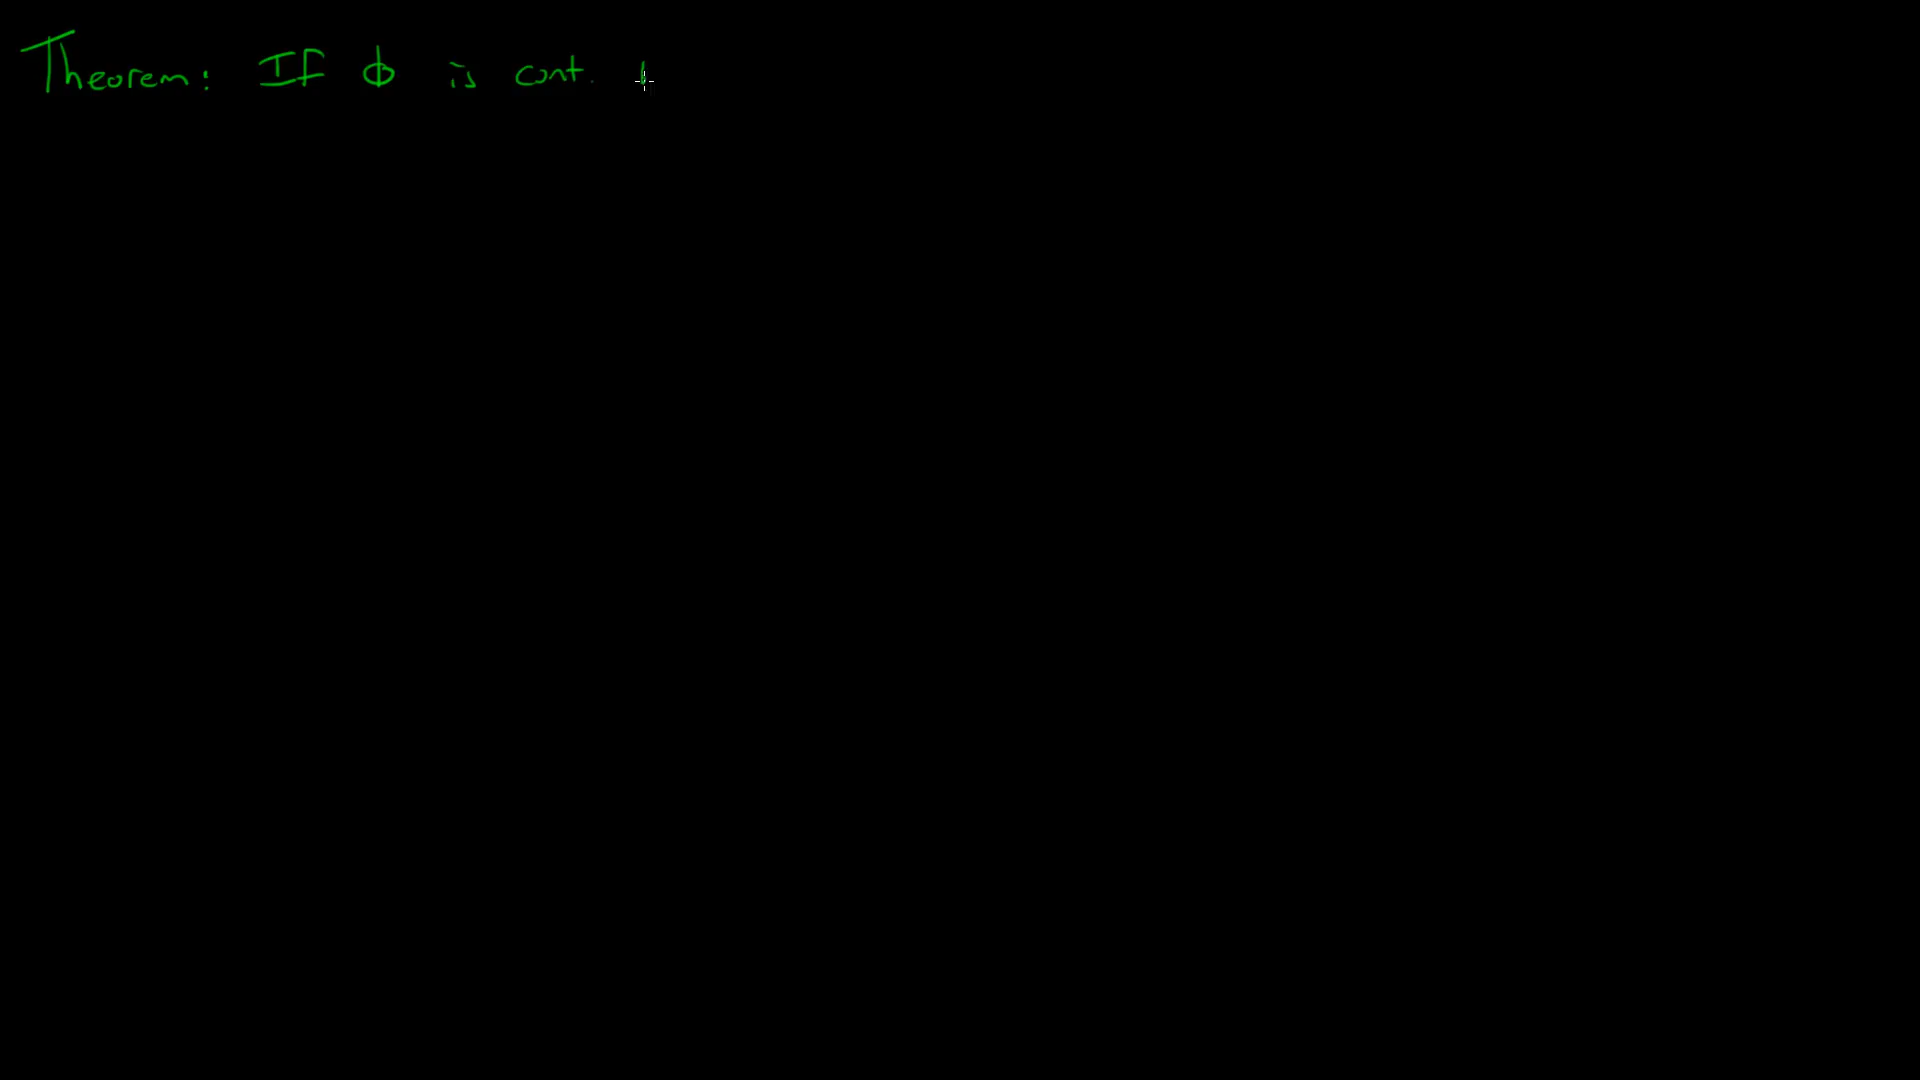 Theorem: If ϕ is cont.